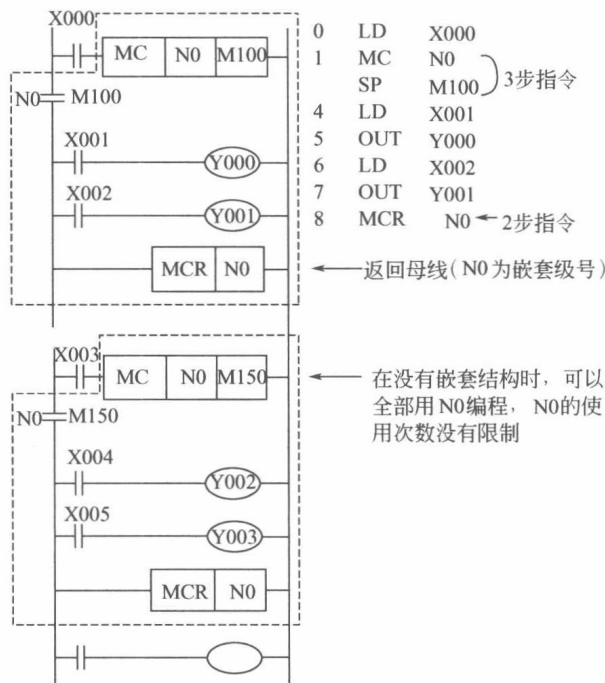 X000
MC N0 M100
N0 M100
X001
Y000
X002
Y001
MCR N0
0 LD X000
1 MC N0
SP M100
3步指令
4 LD X001
5 OUT Y000
6 LD X002
7 OUT Y001
8 MCR N0
2步指令
返回母线(N0为嵌套级号)
X003
MC N0 M150
N0 M150
X004
Y002
X005
Y003
MCR N0
在没有嵌套结构时，可以
全部用N0编程，N0的使
用次数没有限制